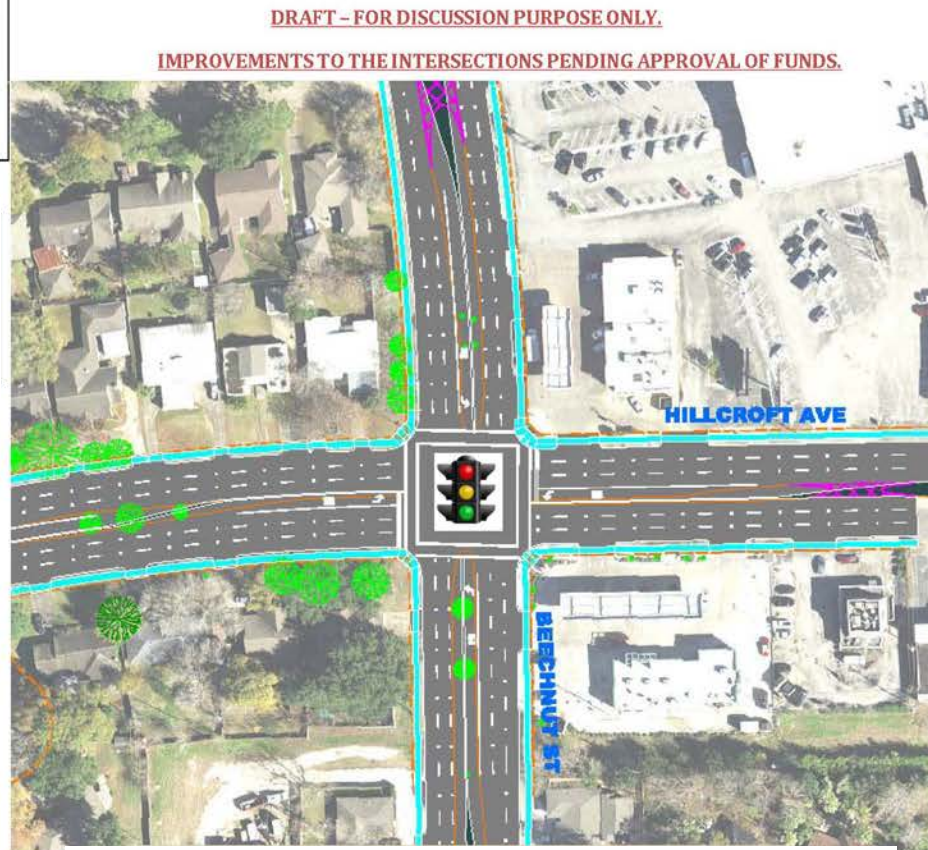 DRAFT – FOR DISCUSSION PURPOSE ONLY.
IMPROVEMENTS TO THE INTERSECTIONS PENDING APPROVAL OF FUNDS.
HILLCROFT AVE
BEECHNUT ST